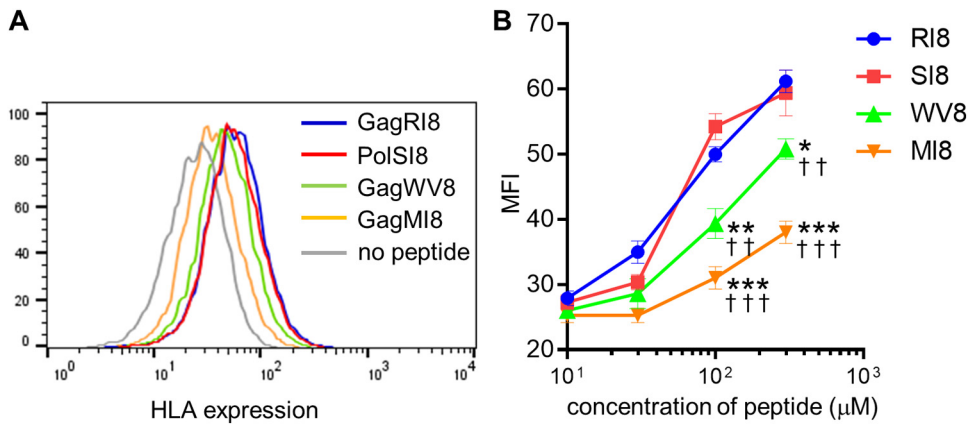 A
100
80
60
40
20
0
10⁰
10¹
10²
10³
10⁴
HLA expression
GagRI8
PolSI8
GagWV8
GagMI8
no peptide
B
MFI
70
60
50
40
30
20
10¹
10²
10³
concentration of peptide (μM)
*
††
**
††
***
†††
***
†††
RI8
SI8
WV8
MI8